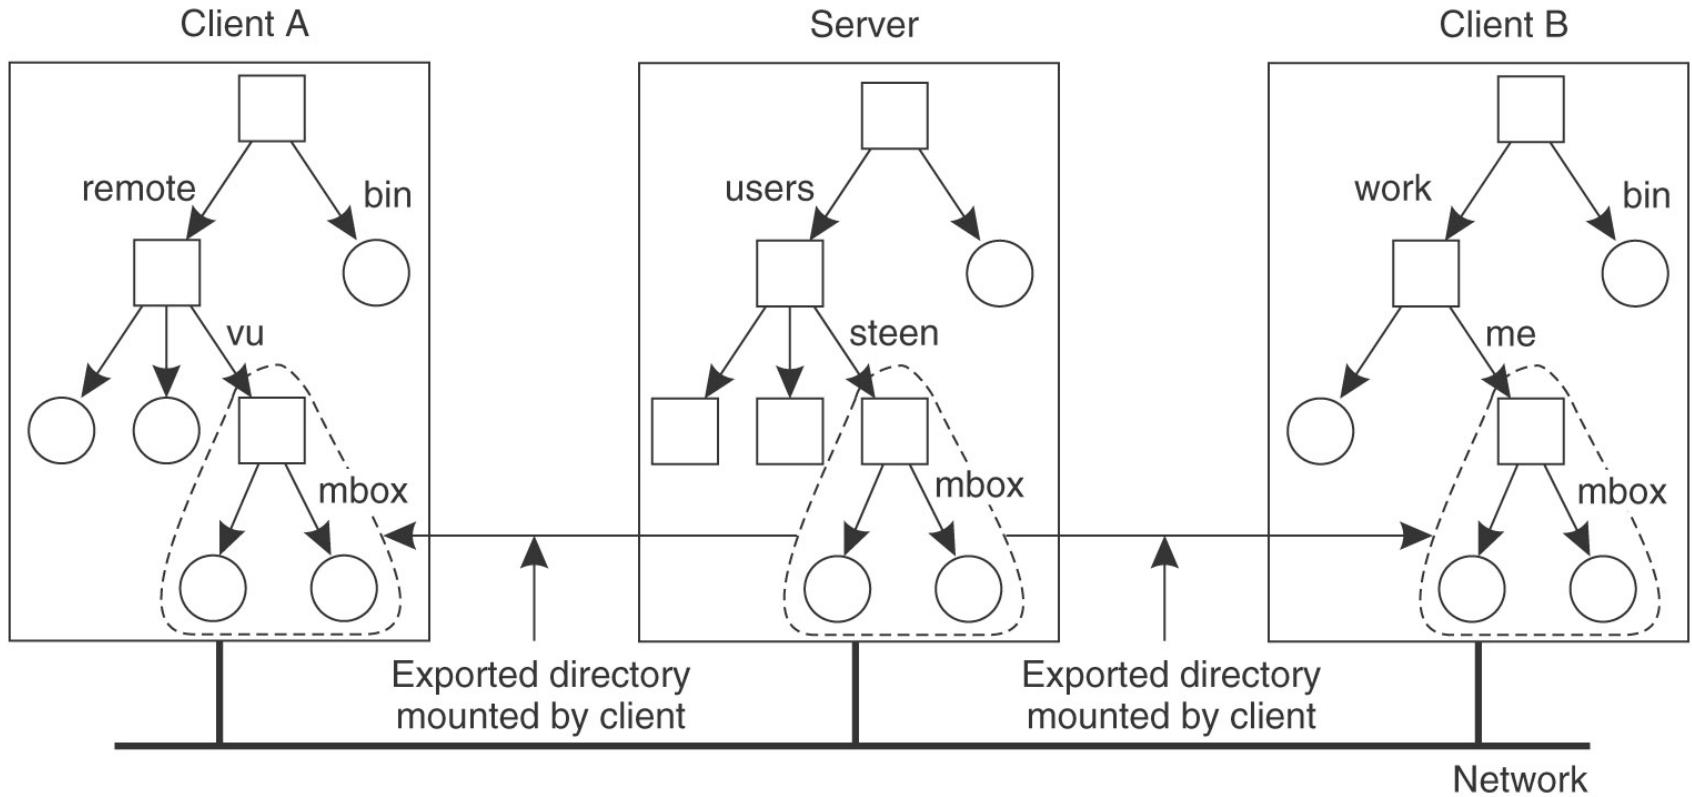 Client A
Server
Client B
remote
bin
users
work
bin
vu
steen
me
mbox
mbox
mbox
Exported directory
mounted by client
Exported directory
mounted by client
Network